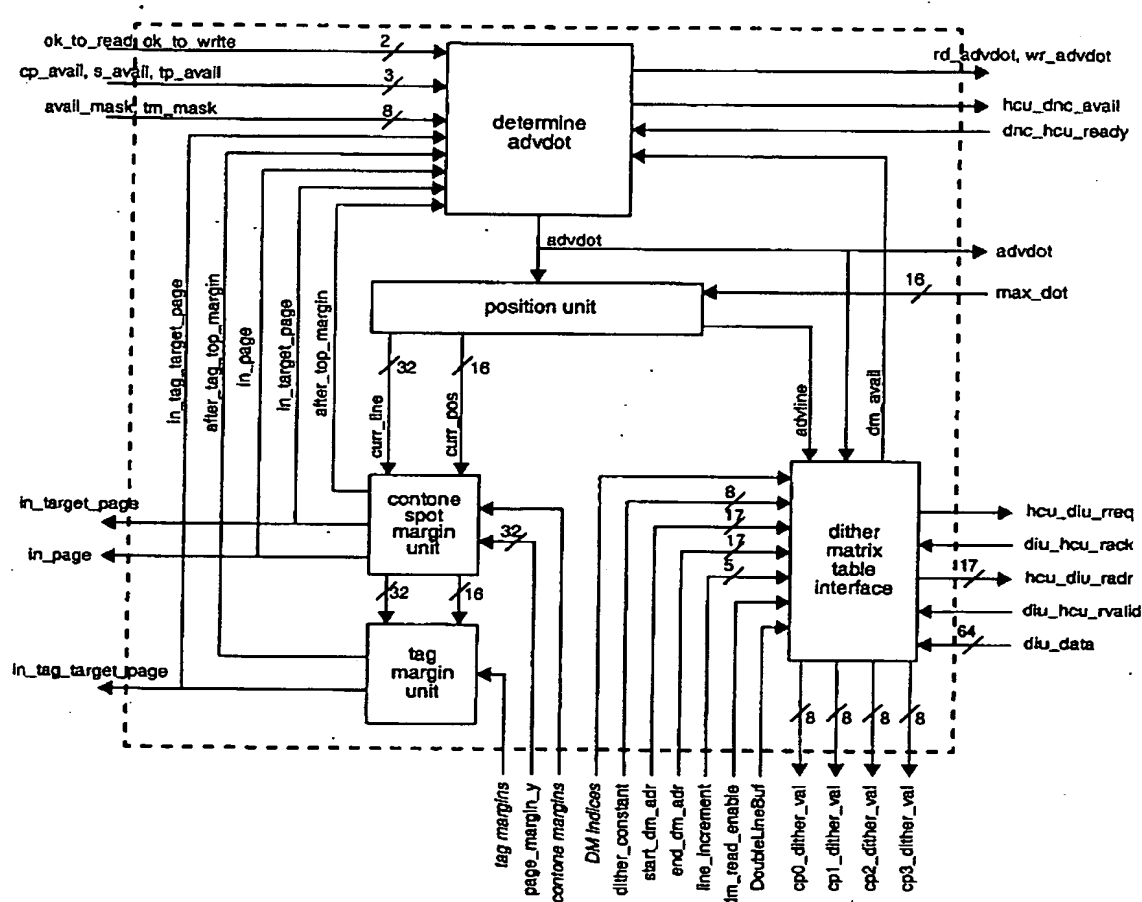 ok_to_read, ok_to_write
2
rd_advdot, wr_advdot
cp_avail, s_avail, tp_avail
3
hcu_dnc_avail
avail_mask, tm_mask
8
determine
advdot
dnc_hcu_ready
advdot
advdot
16
max_dot
position unit
in_tag_target_page
after_tag_top_margin
in_page
in_target_page
after_top_margin
32
16
curr_line
curr_pos
advline
dm_avail
in_target_page
in_page
contone
spot
margin
unit
32
8
17
17
5
dither
matrix
table
interface
hcu_diu_rreq
diu_hcu_rack
17
hcu_diu_radr
diu_hcu_rvalid
64
diu_data
32
16
in_tag_target_page
tag
margin
unit
8
8
8
8
tag margins
page_margin_y
contone margins
DM indices
dither_constant
start_dm_adr
end_dm_adr
line_increment
dm_read_enable
DoubleLineBuf
cp0_dither_val
cp1_dither_val
cp2_dither_val
cp3_dither_val